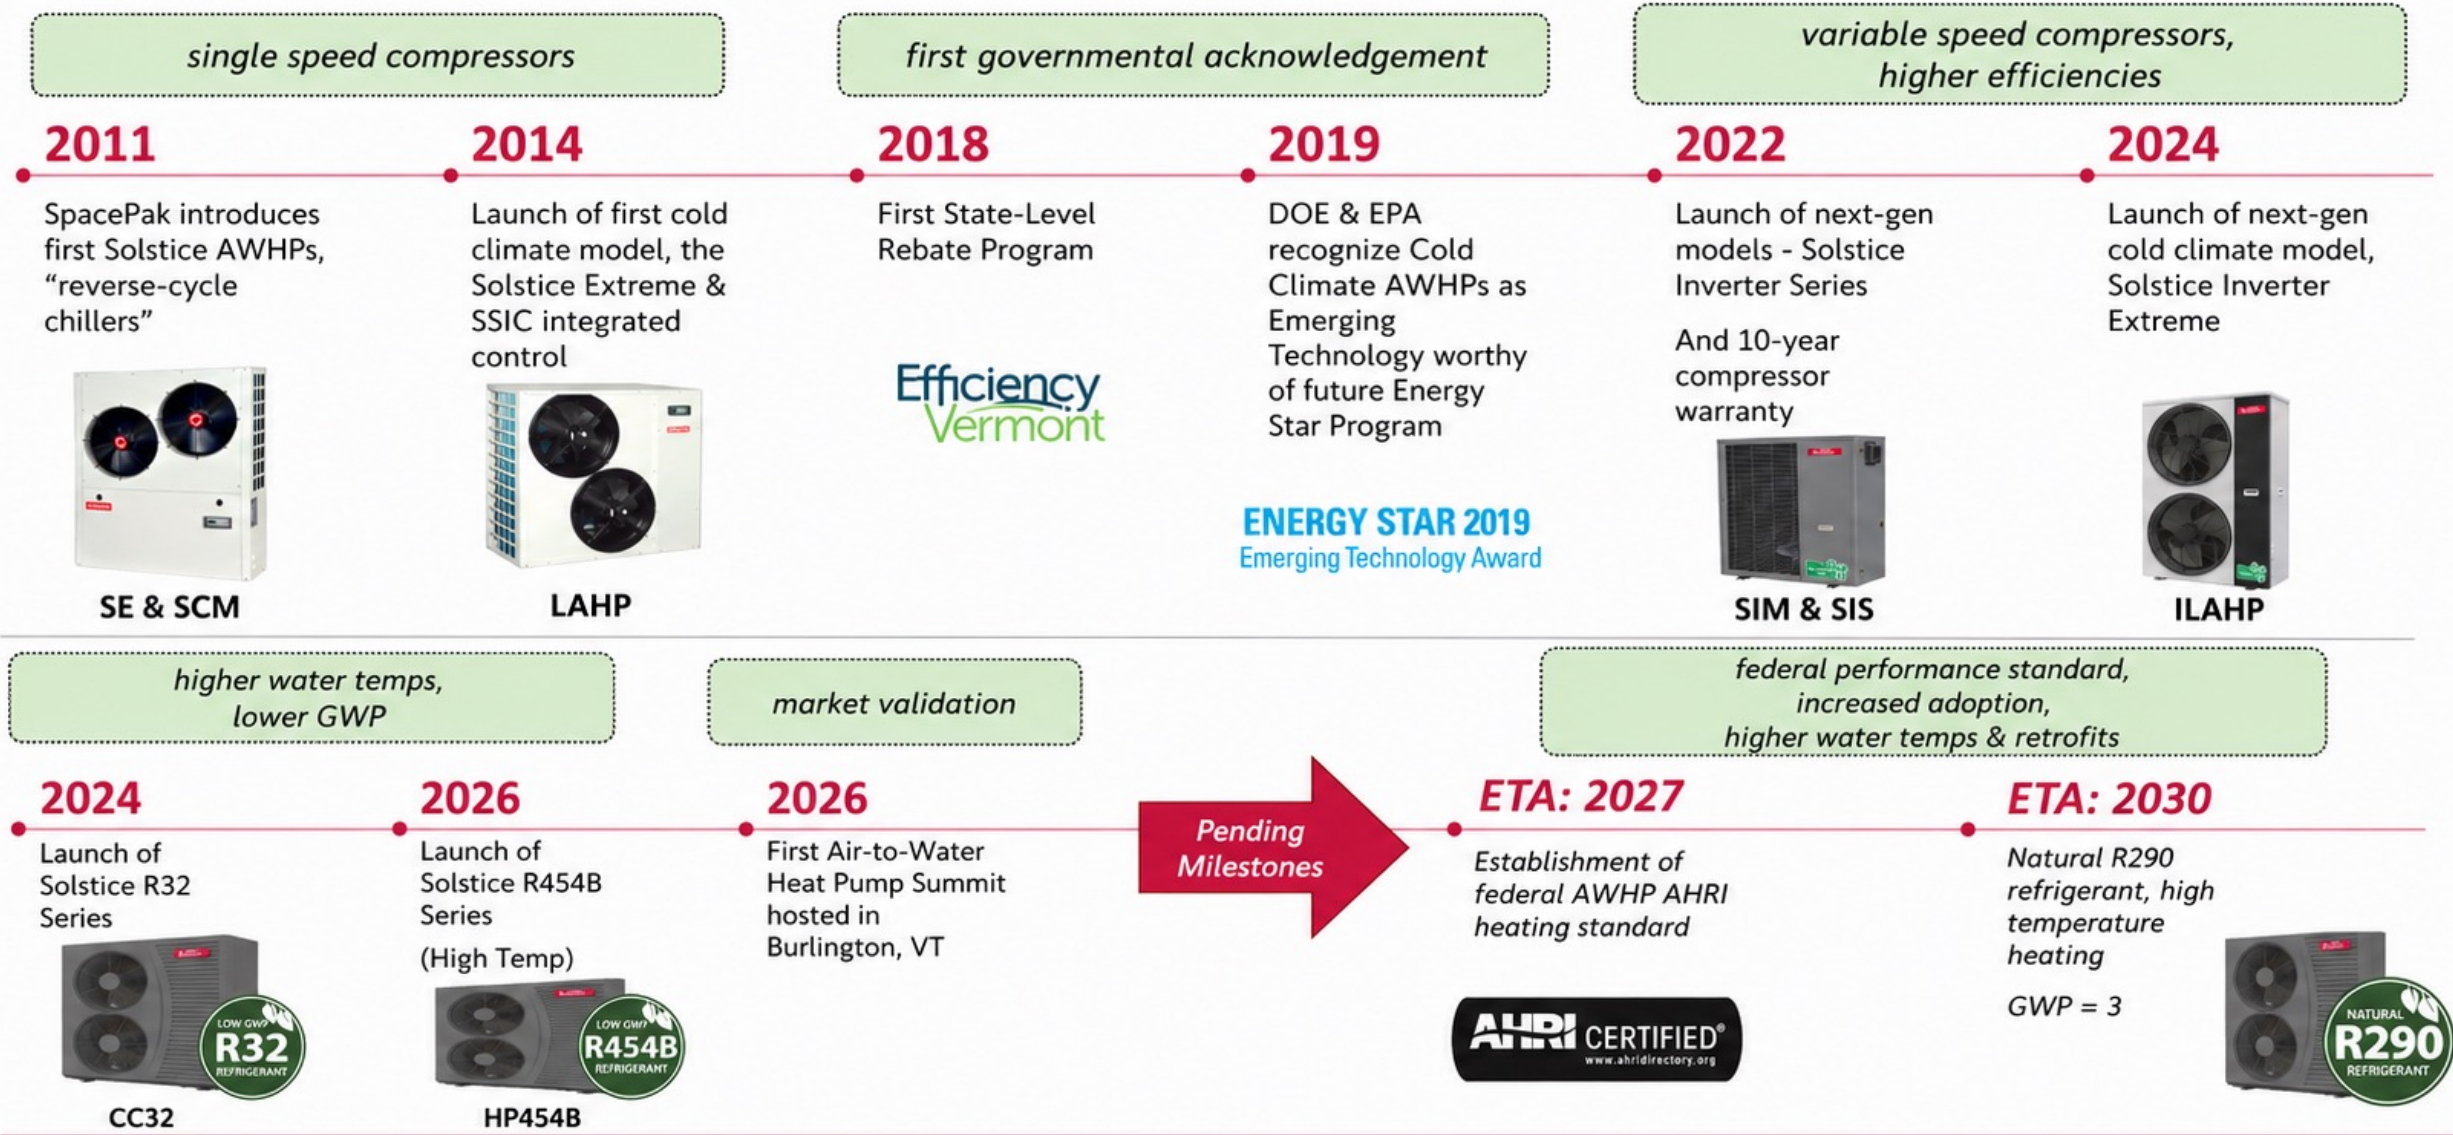 single speed compressors
first governmental acknowledgement
variable speed compressors,
higher efficiencies
2011
SpacePak introduces
first Solstice AWHPs,
“reverse-cycle
chillers”
SE & SCM
2014
Launch of first cold
climate model, the
Solstice Extreme &
SSIC integrated
control
LAHP
2018
First State-Level
Rebate Program
Efficiency
Vermont
2019
DOE & EPA
recognize Cold
Climate AWHPs as
Emerging
Technology worthy
of future Energy
Star Program
ENERGY STAR 2019
Emerging Technology Award
2022
Launch of next-gen
models - Solstice
Inverter Series
And 10-year
compressor
warranty
SIM & SIS
2024
Launch of next-gen
cold climate model,
Solstice Inverter
Extreme
ILAHP
higher water temps,
lower GWP
market validation
federal performance standard,
increased adoption,
higher water temps & retrofits
2024
Launch of
Solstice R32
Series
LOW GWP
R32
REFRIGERANT
CC32
2026
Launch of
Solstice R454B
Series
(High Temp)
LOW GWP
R454B
REFRIGERANT
HP454B
2026
First Air-to-Water
Heat Pump Summit
hosted in
Burlington, VT
Pending
Milestones
ETA: 2027
Establishment of
federal AWHP AHRI
heating standard
AHRI CERTIFIED®
www.ahridirectory.org
ETA: 2030
Natural R290
refrigerant, high
temperature
heating
GWP = 3
NATURAL
R290
REFRIGERANT